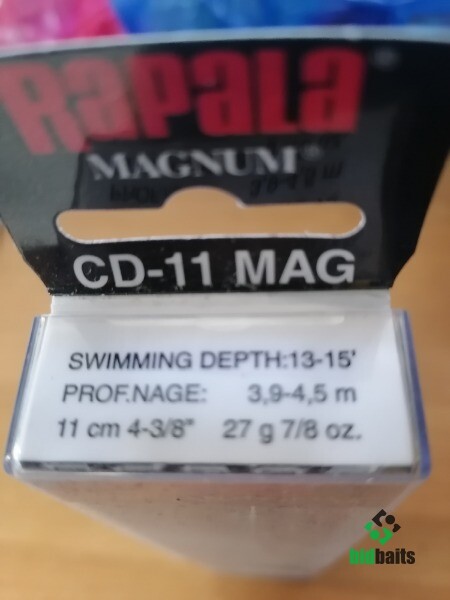 RAPALA®
MAGNUM®
CD-11 MAG
SWIMMING DEPTH:13-15'
PROF.NAGE: 3,9-4,5 m
11 cm 4-3/8" 27 g 7/8 oz.
bidbaits